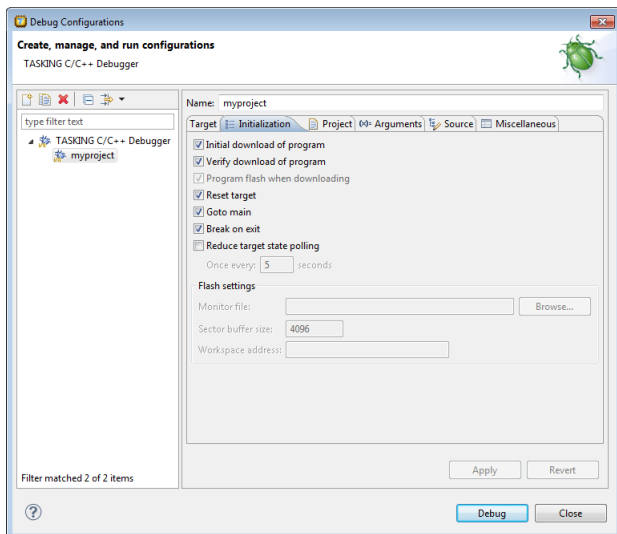 Debug Configurations
Create, manage, and run configurations
TASKING C/C++ Debugger
type filter text
TASKING C/C++ Debugger
myproject
Filter matched 2 of 2 items
Name: myproject
Target Initialization Project (x)= Arguments Source Miscellaneous
Initial download of program
Verify download of program
Program flash when downloading
Reset target
Goto main
Break on exit
Reduce target state polling
Once every: 5 seconds
Flash settings
Monitor file: Browse...
Sector buffer size: 4096
Workspace address:
Apply Revert
? Debug Close